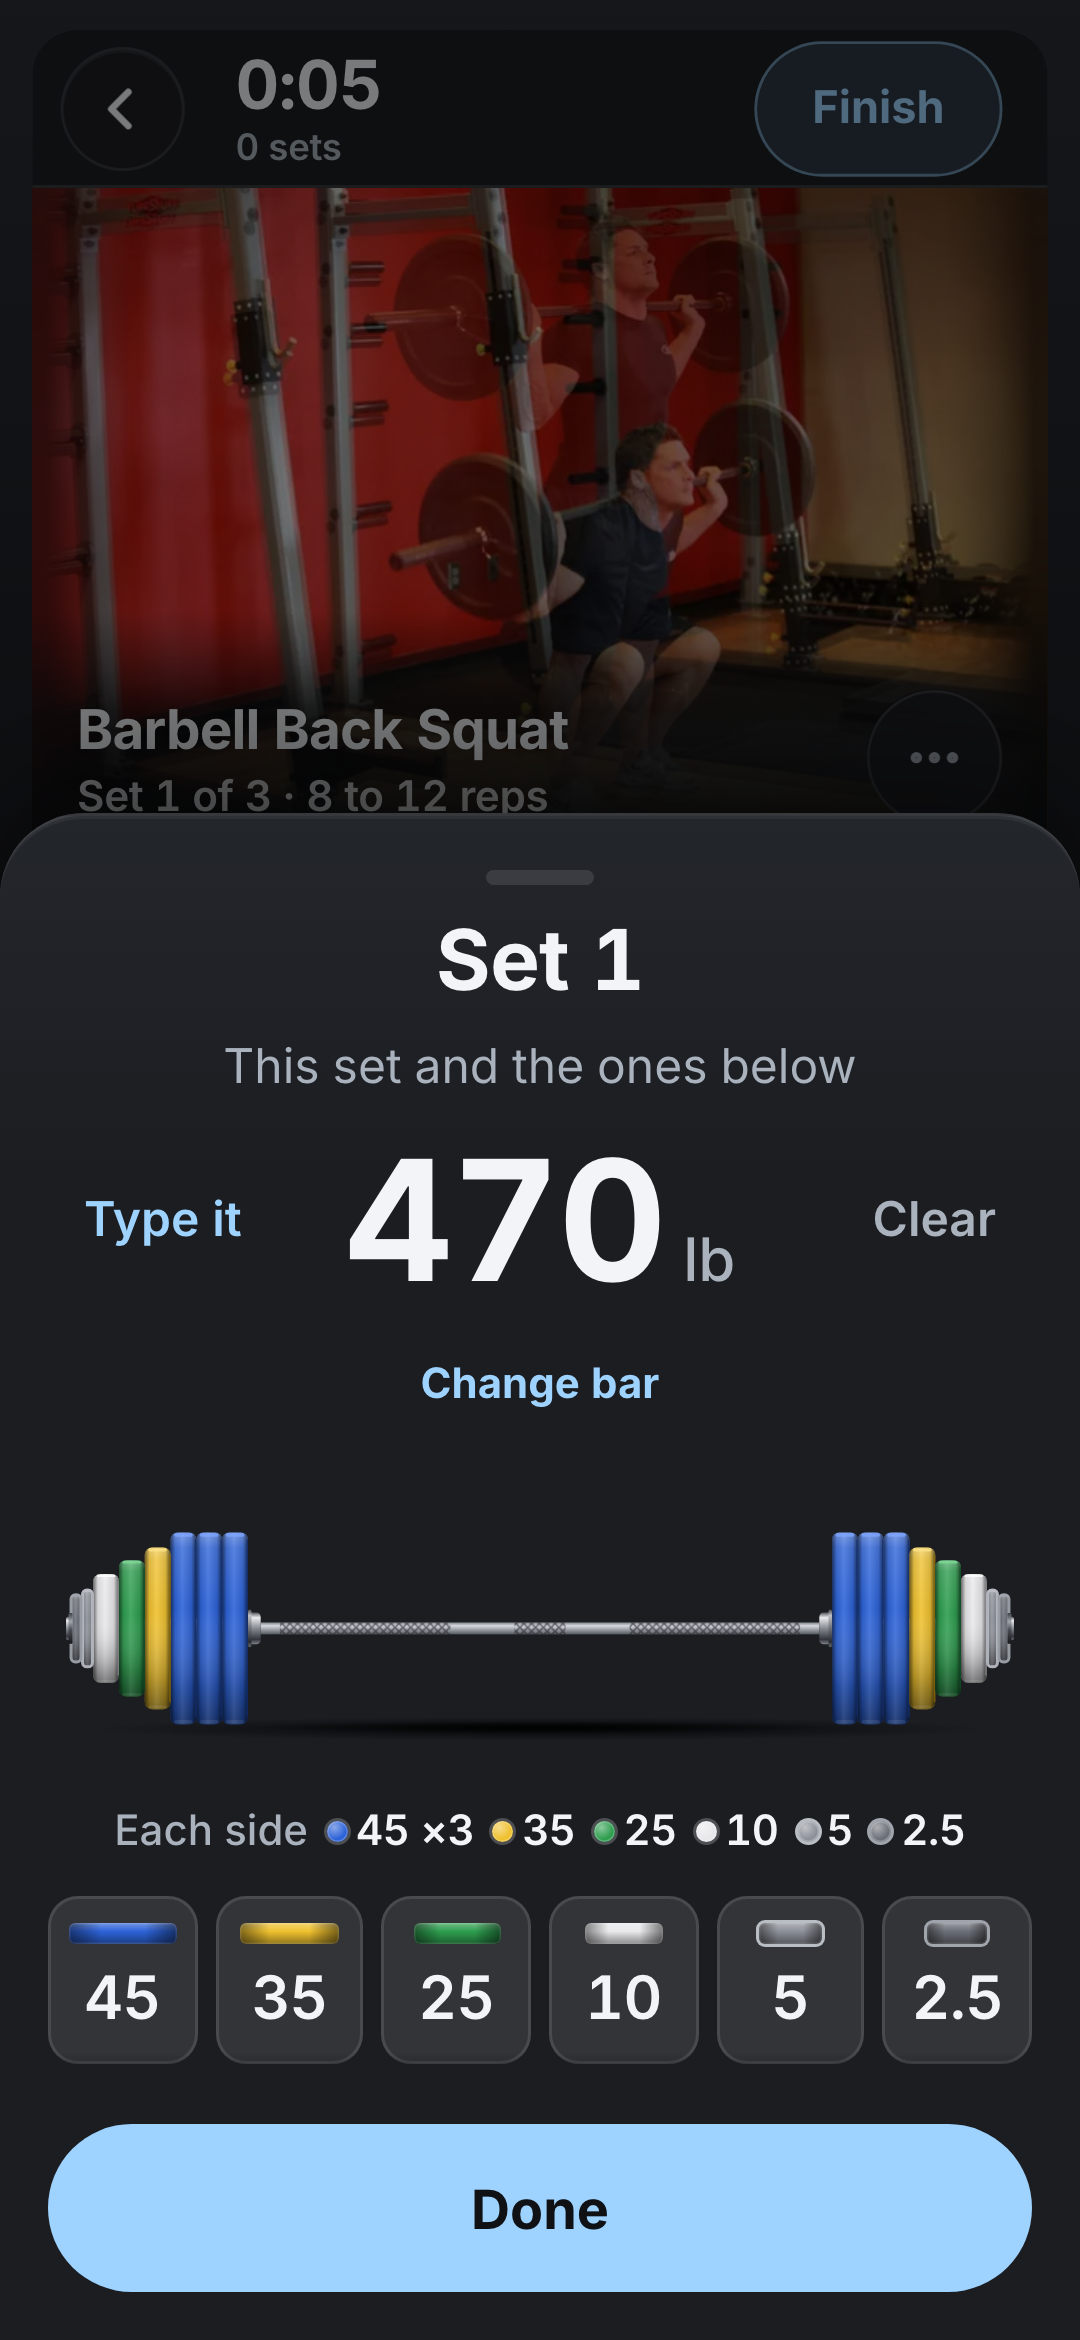 0:05
0 sets
Finish
Barbell Back Squat
Set 1 of 3 · 8 to 12 reps
Set 1
This set and the ones below
Type it
470 lb
Clear
Change bar
Each side 45 ×3 35 25 10 5 2.5
45 35 25 10 5 2.5
Done